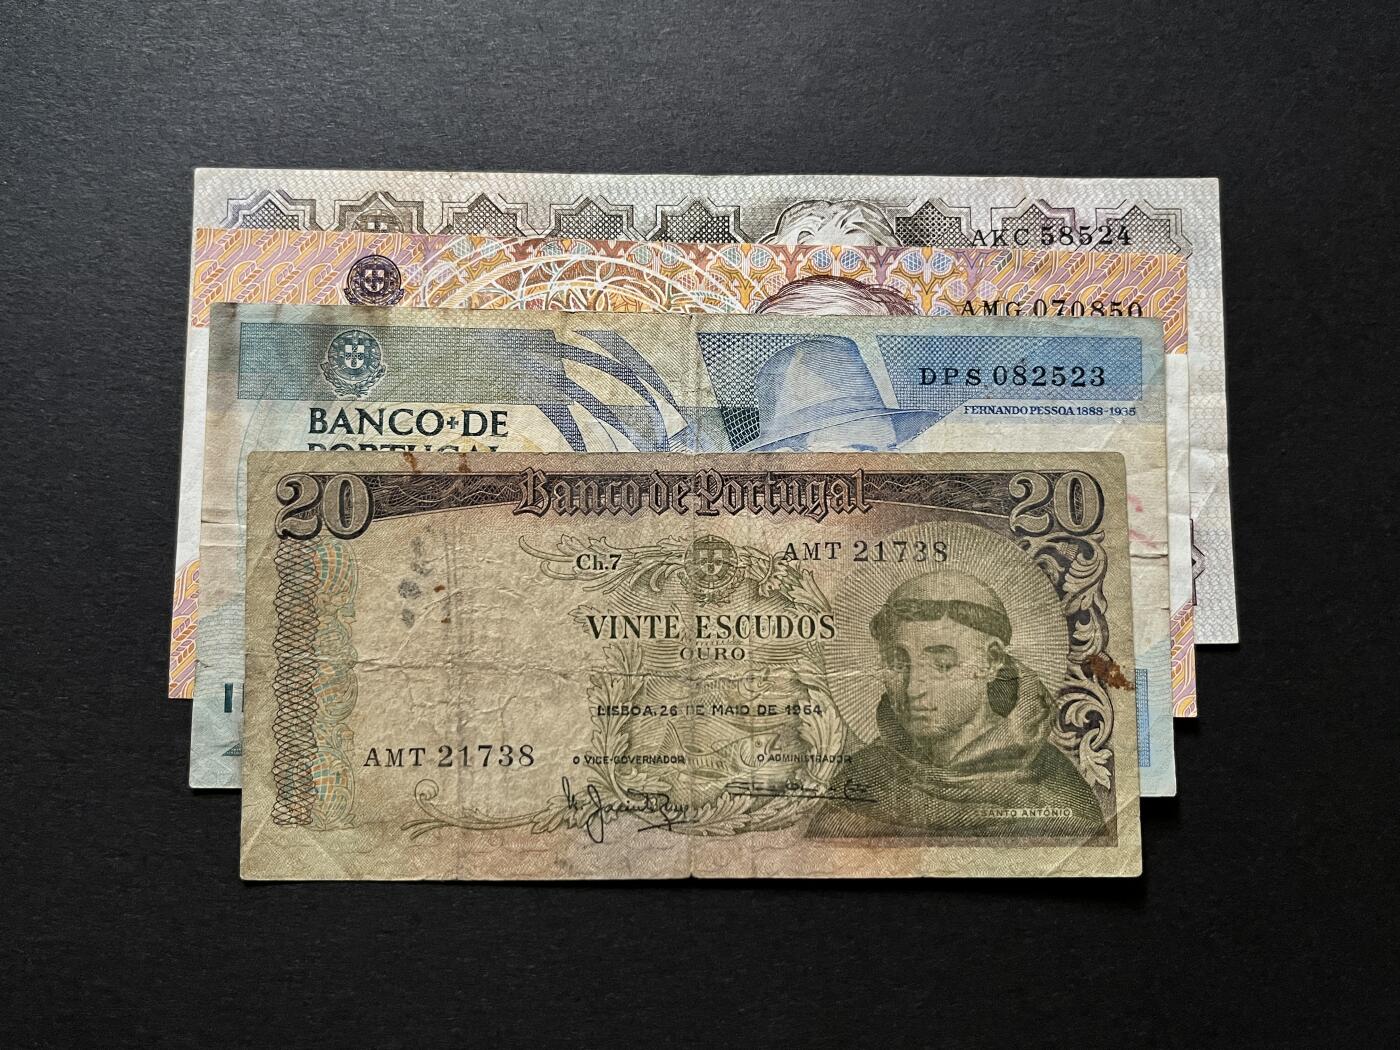 AKC 58524
AMG 070850
DPS 082523
FERNANDO PESSOA 1888-1935
BANCO+DE
PORTUGAL
20 Banco de Portugal 20
Ch.7 AMT 21738
VINTE ESCUDOS
OURO
LISBOA, 26 DE MAIO DE 1964
AMT 21738
O VICE-GOVERNADOR O ADMINISTRADOR
SANTO ANTÓNIO